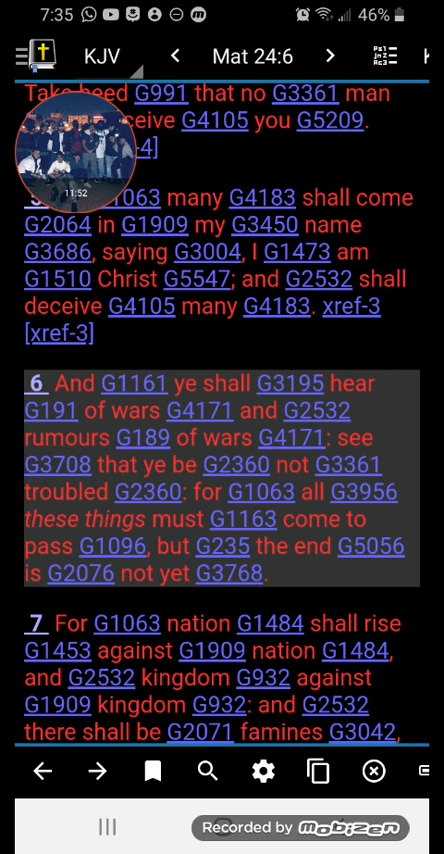 7:35 46%
KJV Mat 24:6
Take heed G991 that no G3361 man
ceive G4105 you G5209.
-4]
1063 many G4183 shall come
G2064 in G1909 my G3450 name
G3686, saying G3004, I G1473 am
G1510 Christ G5547; and G2532 shall
deceive G4105 many G4183. xref-3
[xref-3]
11:52
6 And G1161 ye shall G3195 hear
G191 of wars G4171 and G2532
rumours G189 of wars G4171: see
G3708 that ye be G2360 not G3361
troubled G2360: for G1063 all G3956
these things must G1163 come to
pass G1096, but G235 the end G5056
is G2076 not yet G3768.
7 For G1063 nation G1484 shall rise
G1453 against G1909 nation G1484,
and G2532 kingdom G932 against
G1909 kingdom G932: and G2532
there shall be G2071 famines G3042,
Recorded by Mobizen